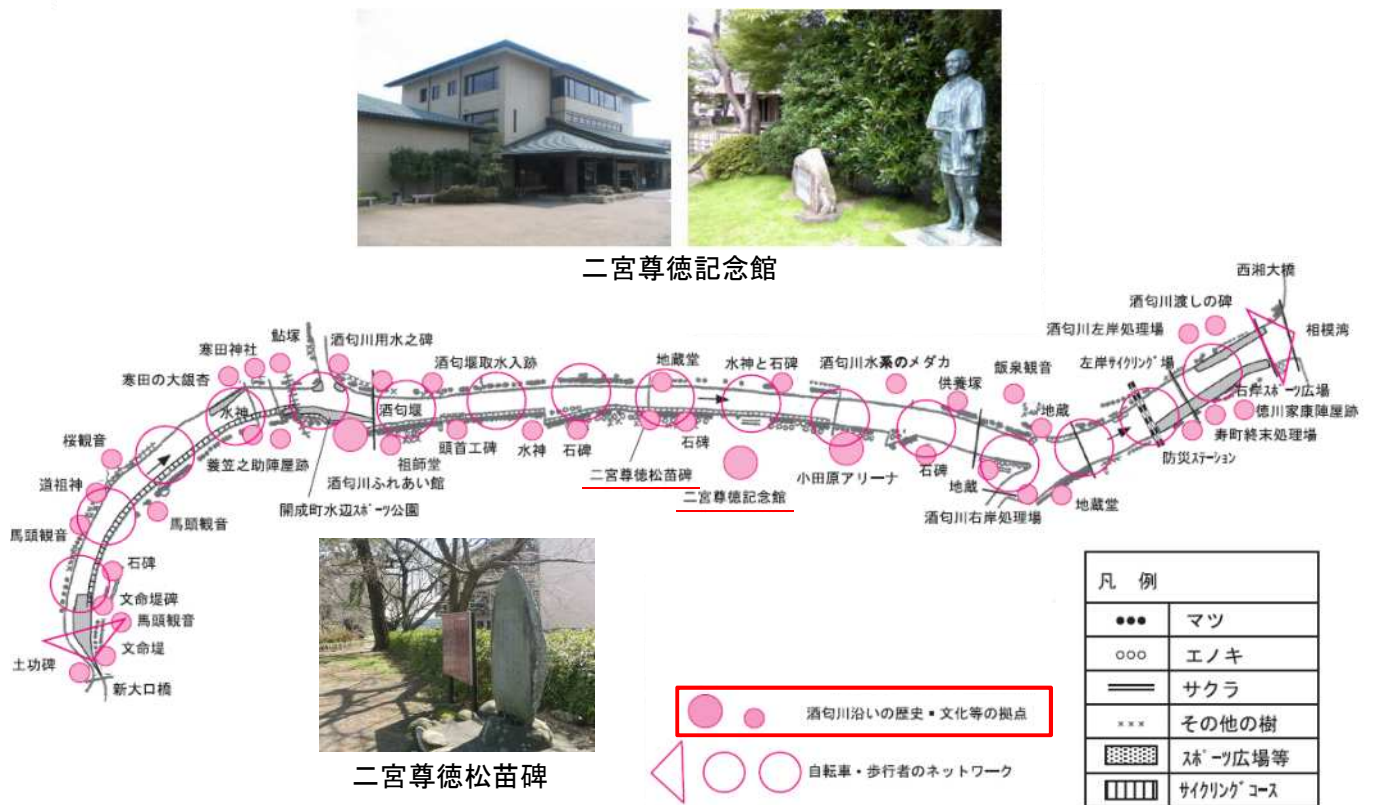 二宮尊徳記念館
西湘大橋
酒匂川渡しの碑
酒匂川左岸処理場
相模湾
鮎塚
酒匂川用水之碑
寒田神社
酒匂堰取水入跡
地蔵堂
水神と石碑
酒匂川水系のメダカ
飯泉観音
左岸サイクリング場
寒田の大銀杏
供養塚
右岸スポーツ広場
水神
酒匂堰
地蔵
徳川家康陣屋跡
寿町終末処理場
桜観音
蓑笠之助陣屋跡
祖師堂
頭首工碑
水神
石碑
石碑
二宮尊徳松苗碑
小田原アリーナ
石碑
防災ステーション
道祖神
酒匂川ふれあい館
二宮尊徳記念館
地蔵
地蔵堂
馬頭観音
開成町水辺スポーツ公園
酒匂川右岸処理場
馬頭観音
石碑
文命堤碑
馬頭観音
文命堤
土功碑
新大口橋
二宮尊徳松苗碑
酒匂川沿いの歴史・文化等の拠点
自転車・歩行者のネットワーク
凡 例
マツ
エノキ
サクラ
その他の樹
スポーツ広場等
サイクリングコース